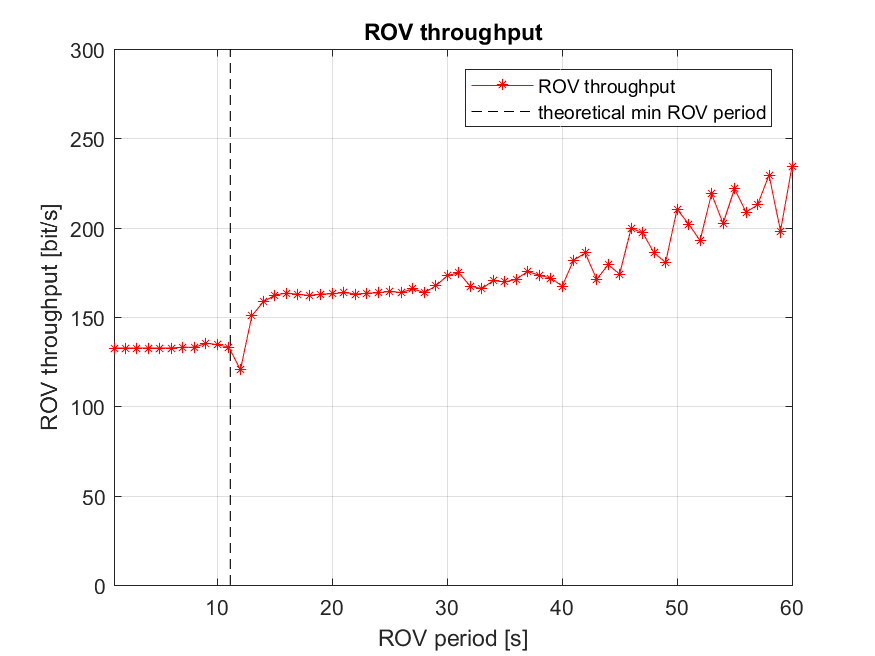 ROV throughput
300
250
200
150
100
50
0
ROV throughput [bit/s]
ROV throughput
theoretical min ROV period
10
20
30
40
50
60
ROV period [s]